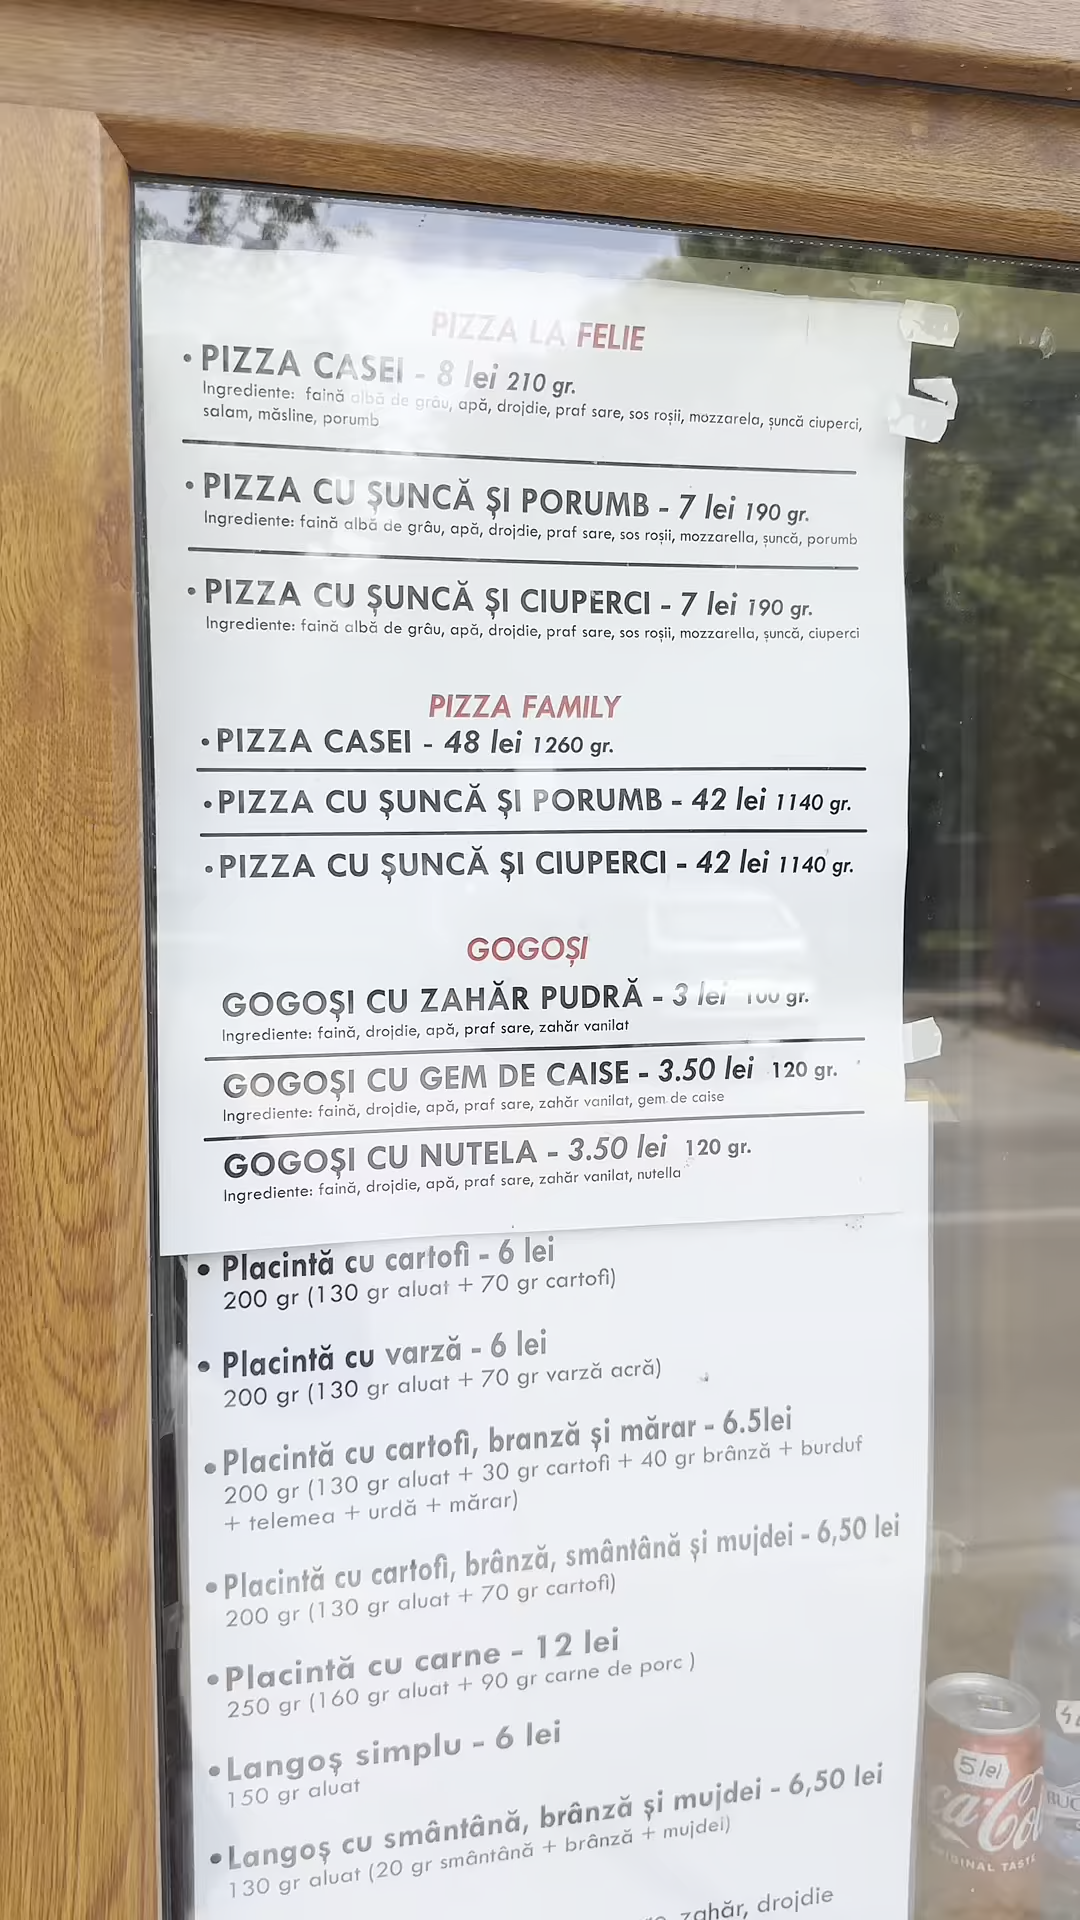 PIZZA LA FELIE
• PIZZA CASEI - 8 lei 210 gr.
Ingrediente: faină albă de grâu, apă, drojdie, praf sare, sos roșii, mozzarela, șuncă ciuperci,
salam, măsline, porumb
• PIZZA CU ȘUNCĂ ȘI PORUMB - 7 lei 190 gr.
Ingrediente: faină albă de grâu, apă, drojdie, praf sare, sos roșii, mozzarella, șuncă, porumb
• PIZZA CU ȘUNCĂ ȘI CIUPERCI - 7 lei 190 gr.
Ingrediente: faină albă de grâu, apă, drojdie, praf sare, sos roșii, mozzarella, șuncă, ciuperci
PIZZA FAMILY
• PIZZA CASEI - 48 lei 1260 gr.
• PIZZA CU ȘUNCĂ ȘI PORUMB - 42 lei 1140 gr.
• PIZZA CU ȘUNCĂ ȘI CIUPERCI - 42 lei 1140 gr.
GOGOȘI
GOGOȘI CU ZAHĂR PUDRĂ - 3 lei 100 gr.
Ingrediente: faină, drojdie, apă, praf sare, zahăr vanilat
GOGOȘI CU GEM DE CAISE - 3.50 lei 120 gr.
Ingrediente: faină, drojdie, apă, praf sare, zahăr vanilat, gem de caise
GOGOȘI CU NUTELA - 3.50 lei 120 gr.
Ingrediente: faină, drojdie, apă, praf sare, zahăr vanilat, nutella
• Placintă cu cartofi - 6 lei
200 gr (130 gr aluat + 70 gr cartofi)
• Placintă cu varză - 6 lei
200 gr (130 gr aluat + 70 gr varză acră)
• Placintă cu cartofi, branză și mărar - 6.5lei
200 gr (130 gr aluat + 30 gr cartofi + 40 gr brânză + burduf
+ telemea + urdă + mărar)
• Placintă cu cartofi, brânză, smântână și mujdei - 6,50 lei
200 gr (130 gr aluat + 70 gr cartofi)
• Placintă cu carne - 12 lei
250 gr (160 gr aluat + 90 gr carne de porc )
• Langoș simplu - 6 lei
150 gr aluat
• Langoș cu smântână, brânză și mujdei - 6,50 lei
130 gr aluat (20 gr smântână + brânză + mujdei)
zahăr, drojdie
5 lei